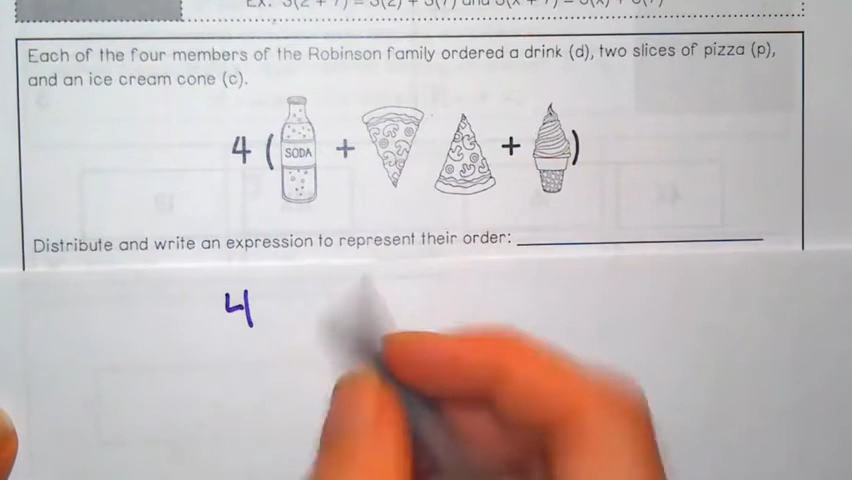 Each of the four members of the Robinson family ordered a drink (d), two slices of pizza (p),
and an ice cream cone (c).
4 ( SODA + + )
Distribute and write an expression to represent their order:
4